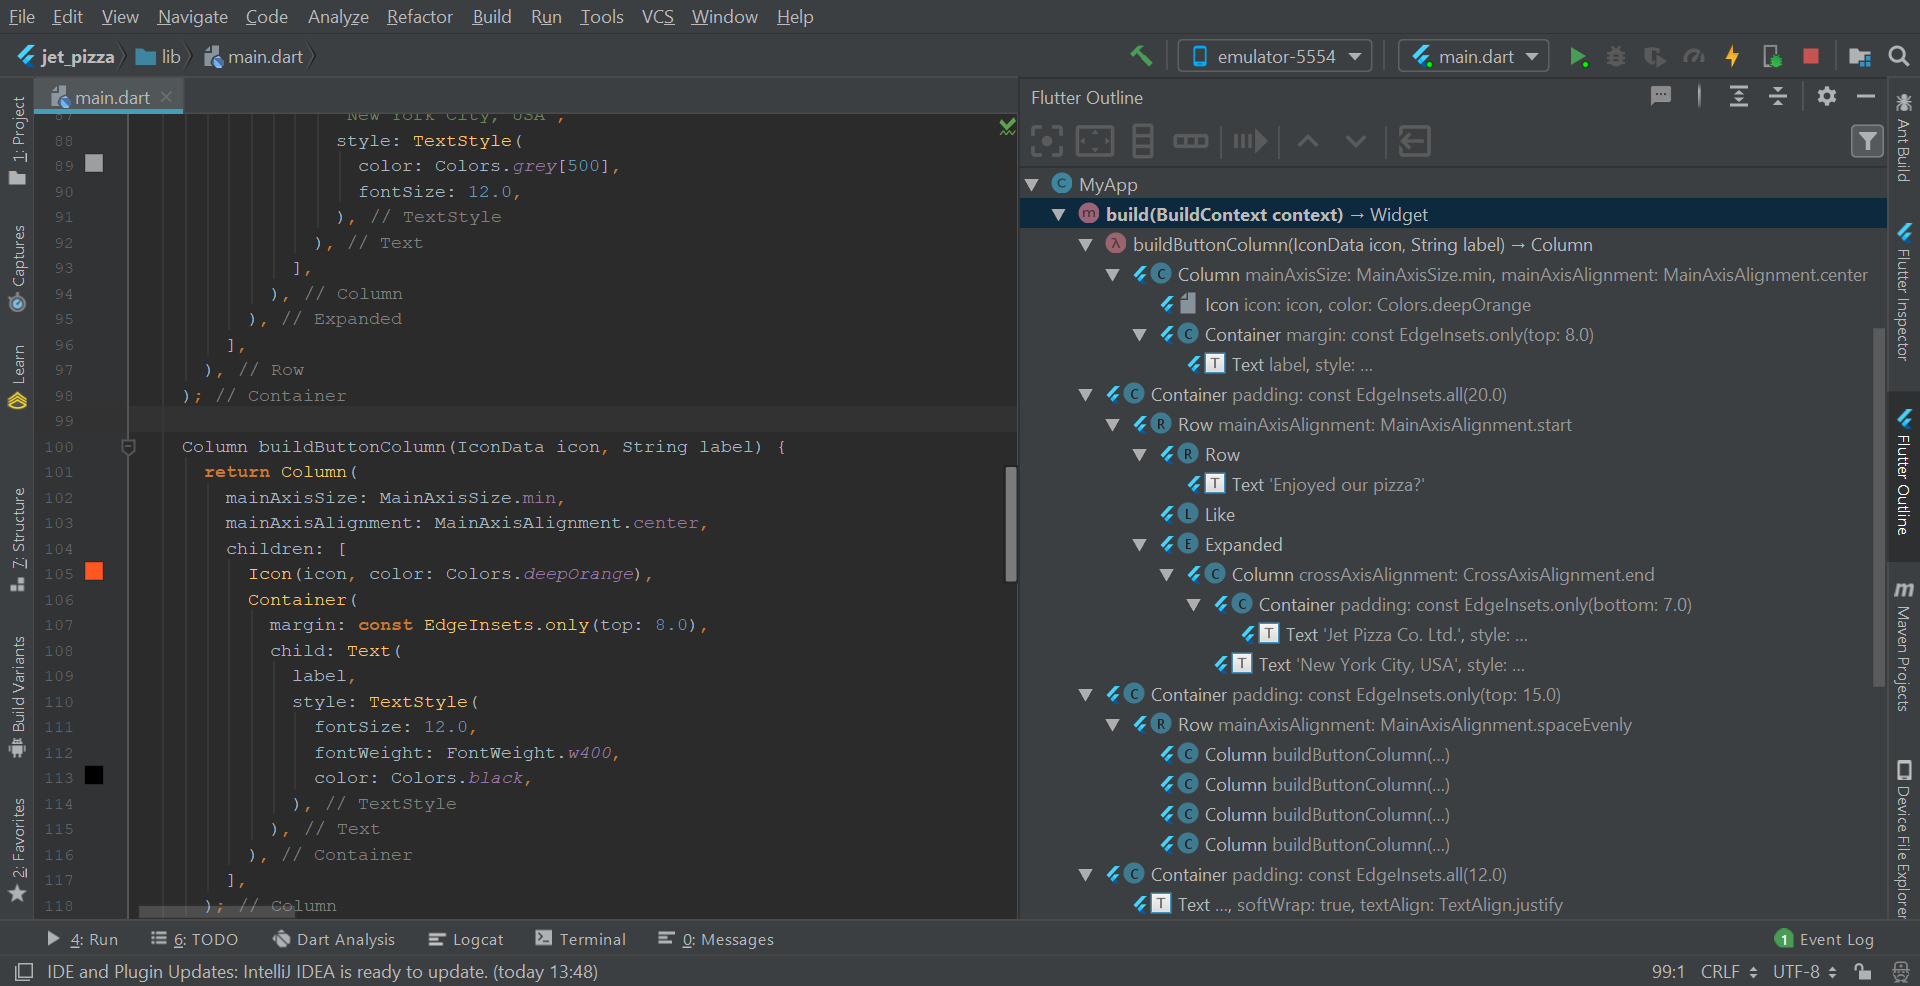 File Edit View Navigate Code Analyze Refactor Build Run Tools VCS Window Help
jet_pizza lib main.dart emulator-5554 main.dart
main.dart
1: Project
Captures
Learn
7: Structure
Build Variants
2: Favorites
87 New York City, USA ,
88 style: TextStyle(
89 color: Colors.grey[500],
90 fontSize: 12.0,
91 ), // TextStyle
92 ), // Text
93 ],
94 ), // Column
95 ), // Expanded
96 ],
97 ), // Row
98 ); // Container
99
100 Column buildButtonColumn(IconData icon, String label) {
101 return Column(
102 mainAxisSize: MainAxisSize.min,
103 mainAxisAlignment: MainAxisAlignment.center,
104 children: [
105 Icon(icon, color: Colors.deepOrange),
106 Container(
107 margin: const EdgeInsets.only(top: 8.0),
108 child: Text(
109 label,
110 style: TextStyle(
111 fontSize: 12.0,
112 fontWeight: FontWeight.w400,
113 color: Colors.black,
114 ), // TextStyle
115 ), // Text
116 ), // Container
117 ],
118 ); // Column
Flutter Outline
C MyApp
m build(BuildContext context) → Widget
λ buildButtonColumn(IconData icon, String label) → Column
C Column mainAxisSize: MainAxisSize.min, mainAxisAlignment: MainAxisAlignment.center
Icon icon: icon, color: Colors.deepOrange
C Container margin: const EdgeInsets.only(top: 8.0)
T Text label, style: ...
C Container padding: const EdgeInsets.all(20.0)
R Row mainAxisAlignment: MainAxisAlignment.start
R Row
T Text 'Enjoyed our pizza?'
L Like
E Expanded
C Column crossAxisAlignment: CrossAxisAlignment.end
C Container padding: const EdgeInsets.only(bottom: 7.0)
T Text 'Jet Pizza Co. Ltd.', style: ...
T Text 'New York City, USA', style: ...
C Container padding: const EdgeInsets.only(top: 15.0)
R Row mainAxisAlignment: MainAxisAlignment.spaceEvenly
C Column buildButtonColumn(...)
C Column buildButtonColumn(...)
C Column buildButtonColumn(...)
C Column buildButtonColumn(...)
C Container padding: const EdgeInsets.all(12.0)
T Text ..., softWrap: true, textAlign: TextAlign.justify
Ant Build
Flutter Inspector
Flutter Outline
m Maven Projects
Device File Explorer
4: Run 6: TODO Dart Analysis Logcat Terminal 0: Messages 1 Event Log
IDE and Plugin Updates: IntelliJ IDEA is ready to update. (today 13:48) 99:1 CRLF UTF-8